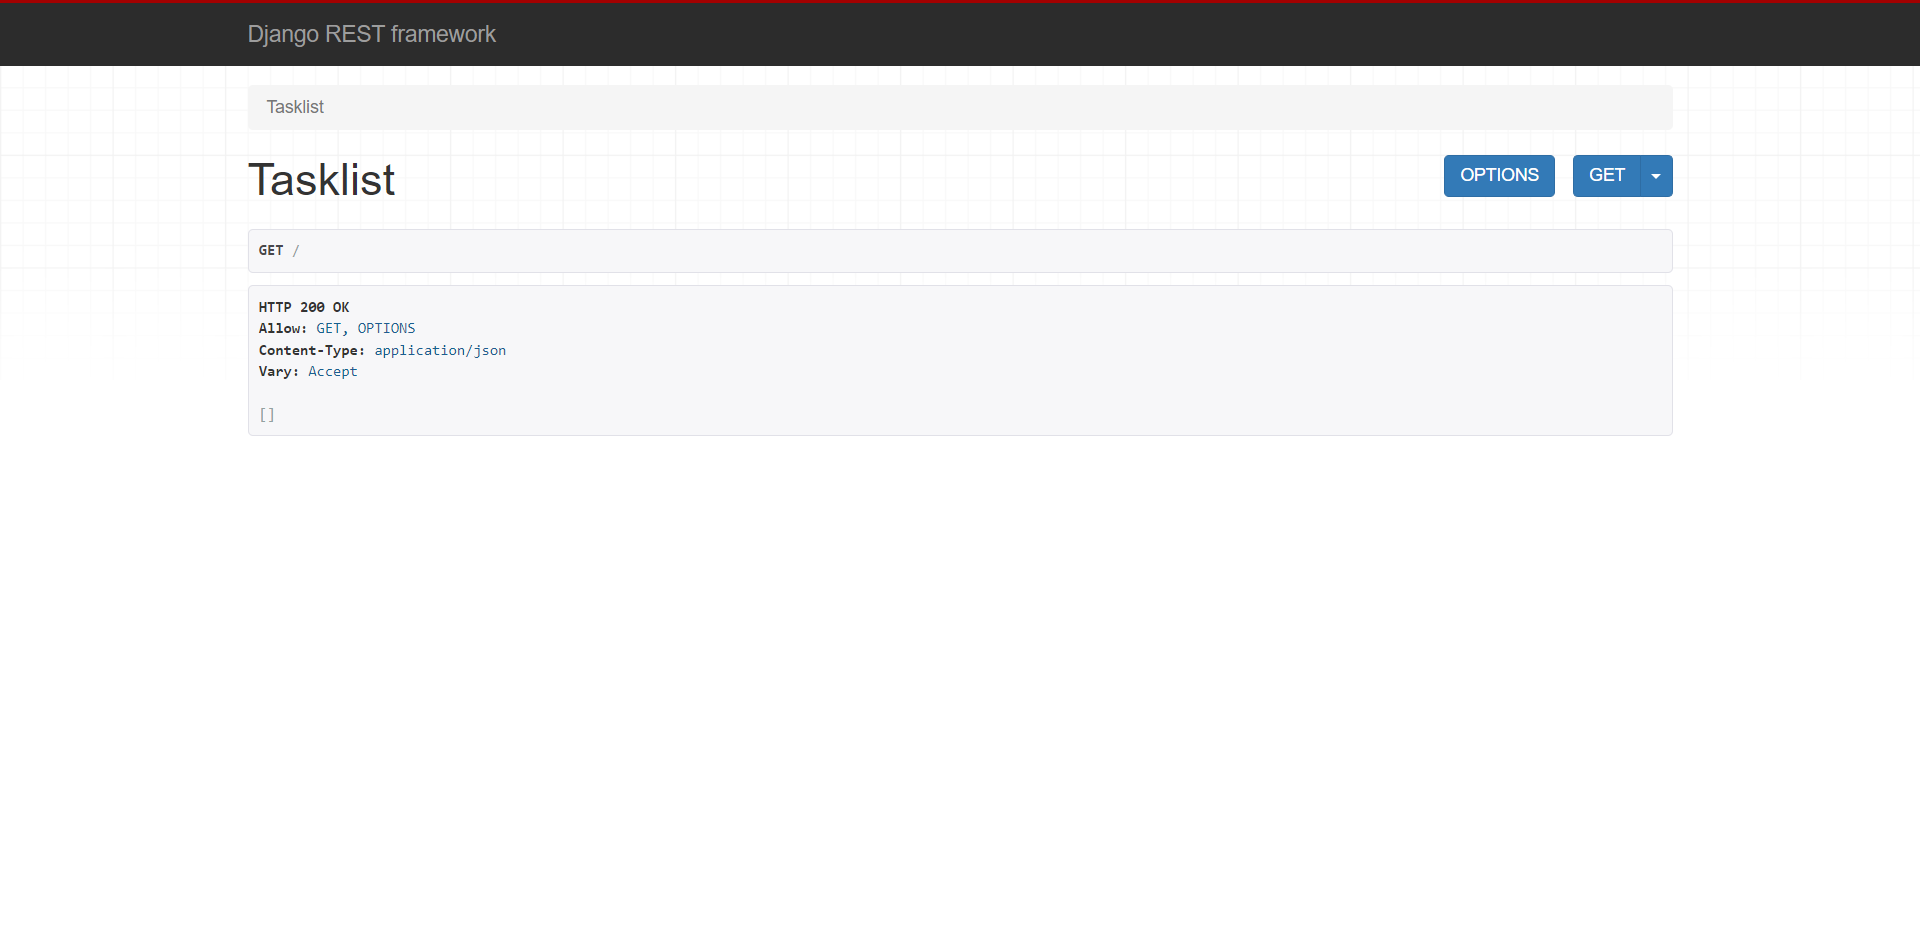 Django REST framework
Tasklist
Tasklist
OPTIONS
GET
GET /
HTTP 200 OK
Allow: GET, OPTIONS
Content-Type: application/json
Vary: Accept
[]